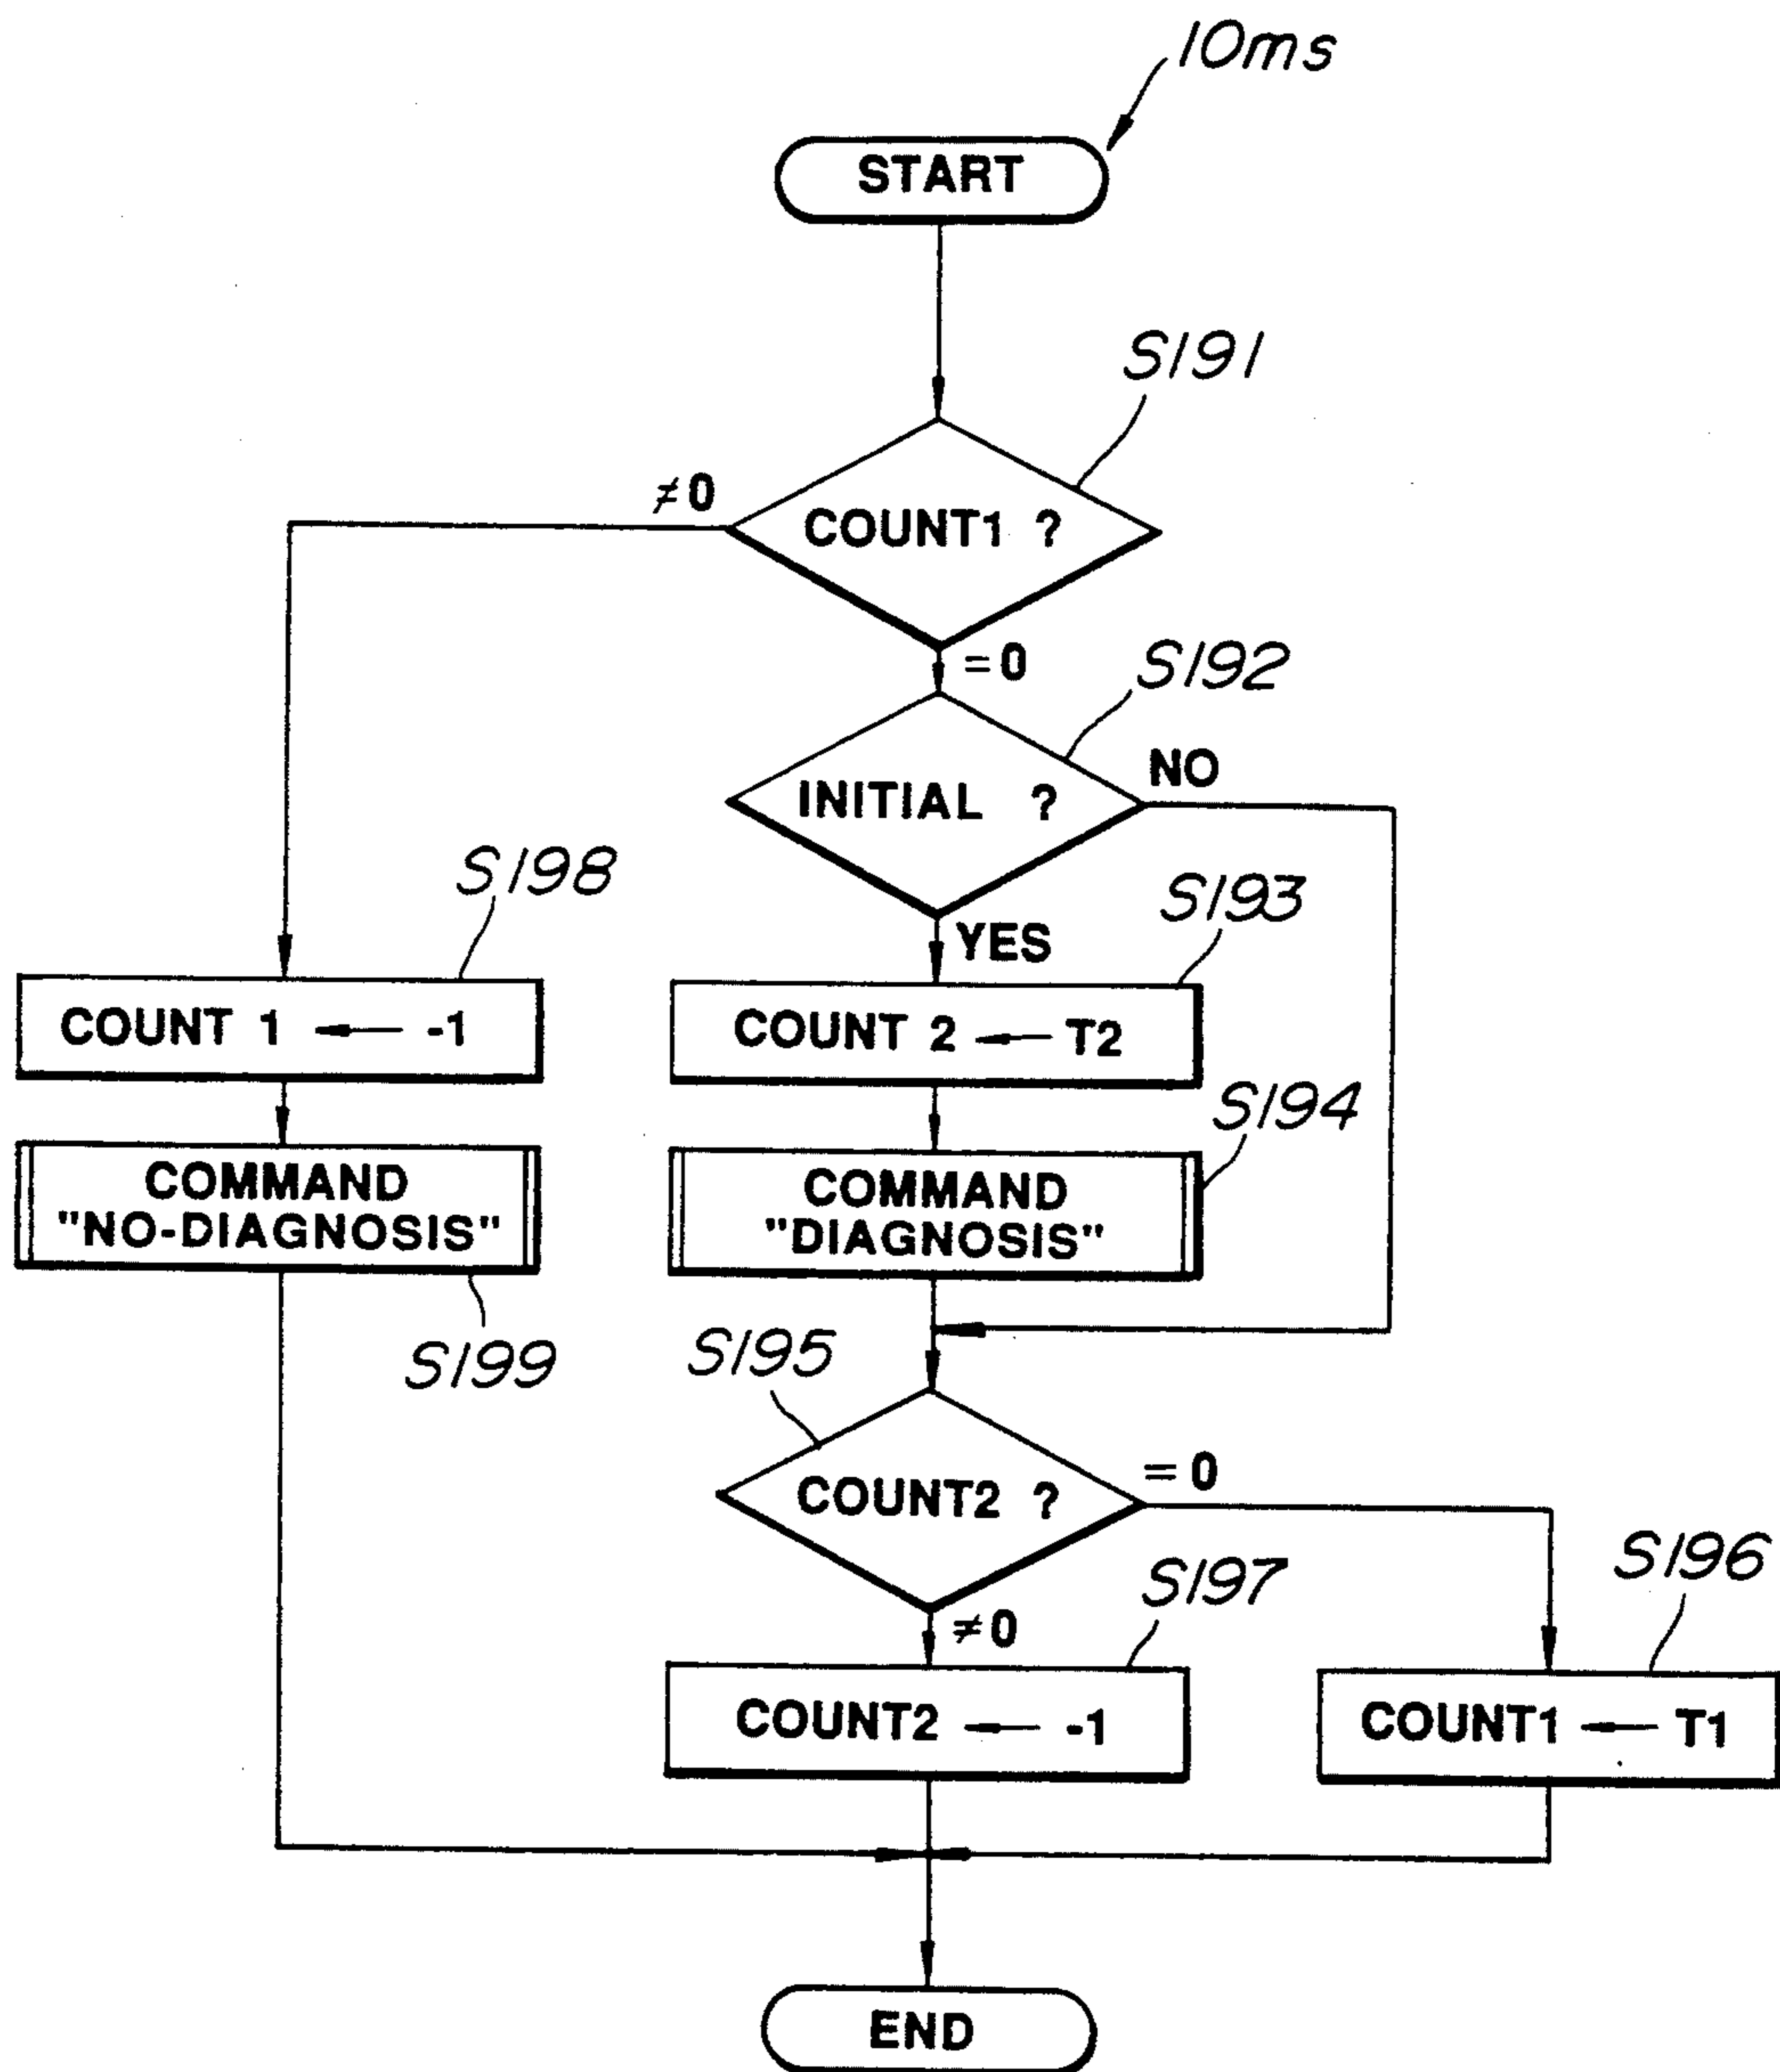 10ms
START
S191
≠0
COUNT1 ?
=0
S192
INITIAL ?
NO
S198
YES
S193
COUNT 1 ← -1
COUNT 2 ← T2
S194
COMMAND
"NO-DIAGNOSIS"
COMMAND
"DIAGNOSIS"
S199
S195
COUNT2 ?
=0
S197
S196
≠0
COUNT2 ← -1
COUNT1 ← T1
END